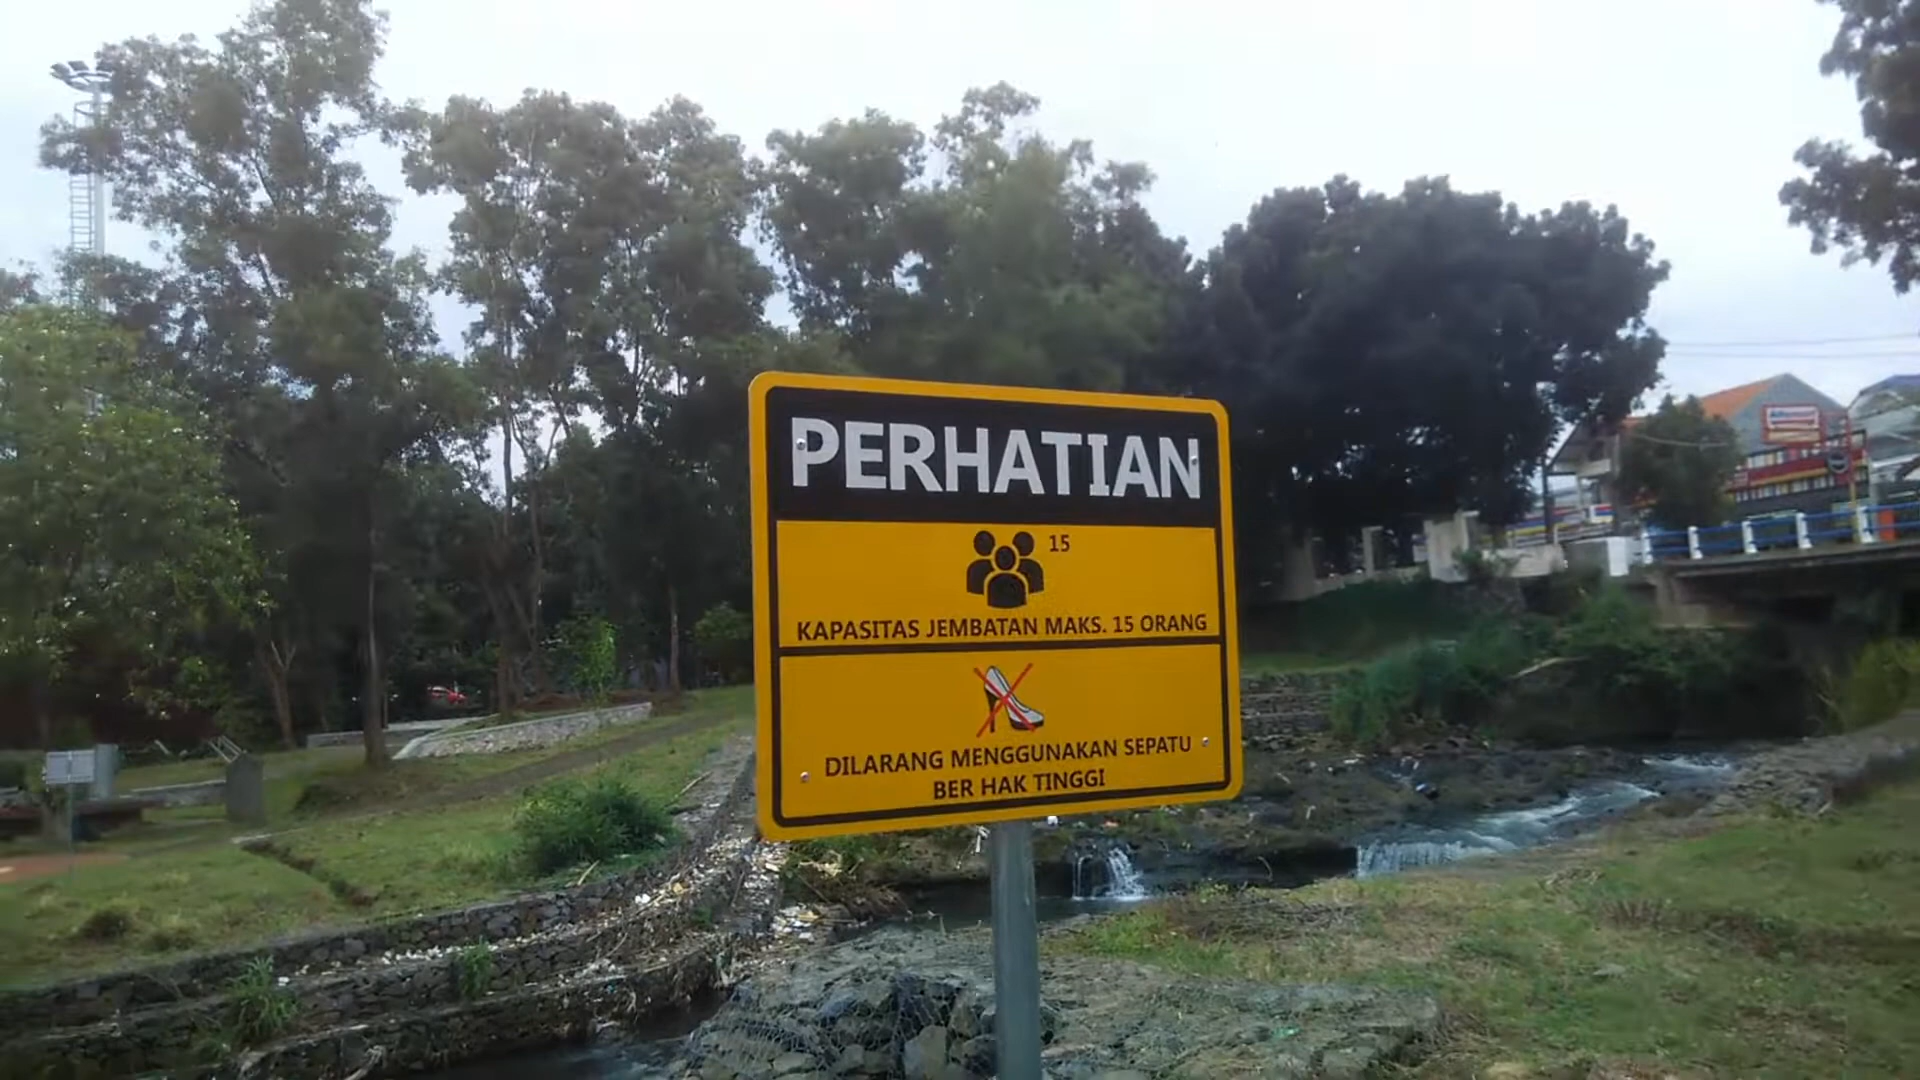 PERHATIAN
15
KAPASITAS JEMBATAN MAKS. 15 ORANG
DILARANG MENGGUNAKAN SEPATU
BER HAK TINGGI